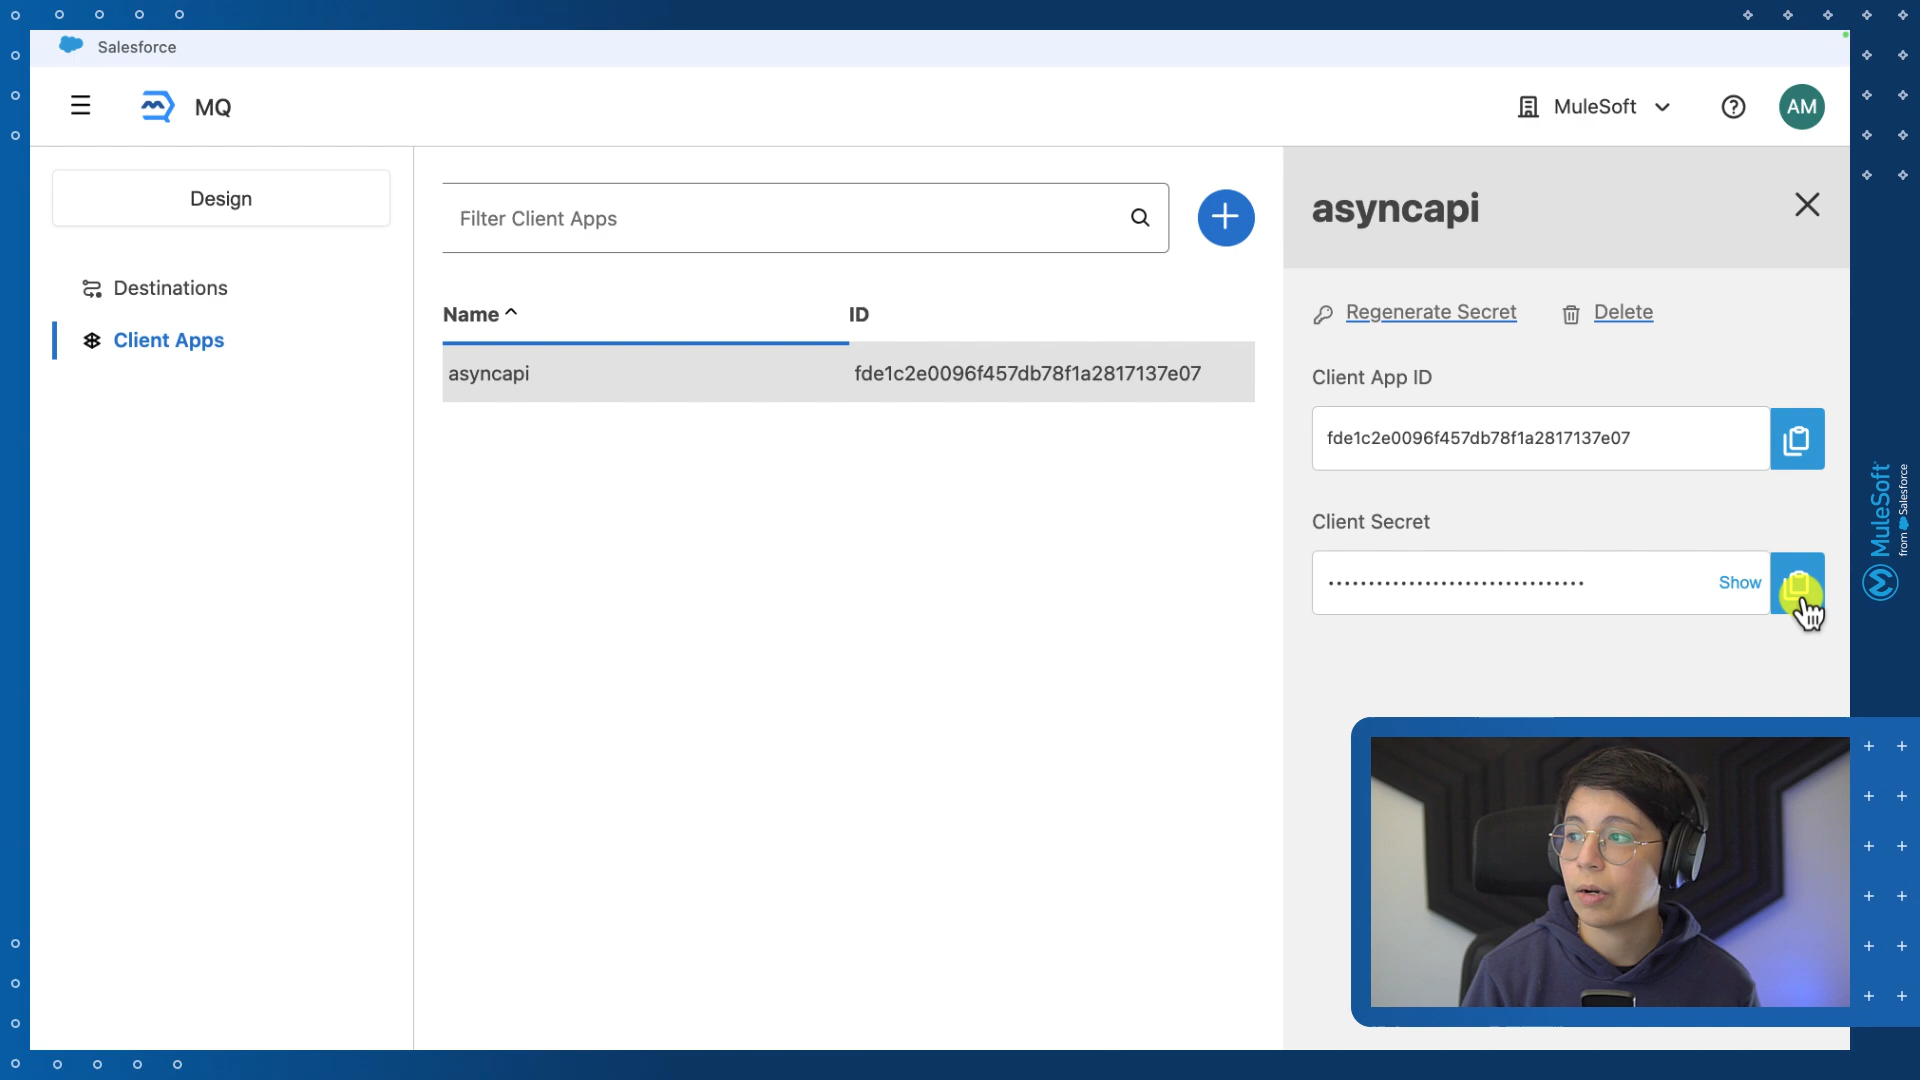 Salesforce
MQ
MuleSoft
AM
Design
Destinations
Client Apps
Filter Client Apps
Name
ID
asyncapi
fde1c2e0096f457db78f1a2817137e07
asyncapi
Regenerate Secret
Delete
Client App ID
fde1c2e0096f457db78f1a2817137e07
Client Secret
••••••••••••••••••••••••••••••••
Show
MuleSoft
from Salesforce